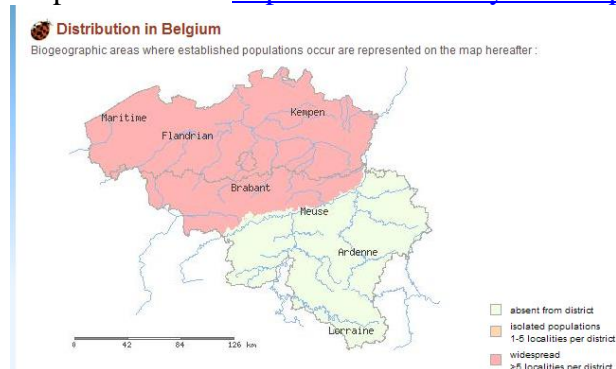 Distribution in Belgium
Biogeographic areas where established populations occur are represented on the map hereafter :
Maritime
Kempen
Flandrian
Brabant
Meuse
Ardenne
Lorraine
absent from district
isolated populations
1-5 localities per district
widespread
>5 localities per district
0 42 84 126 km